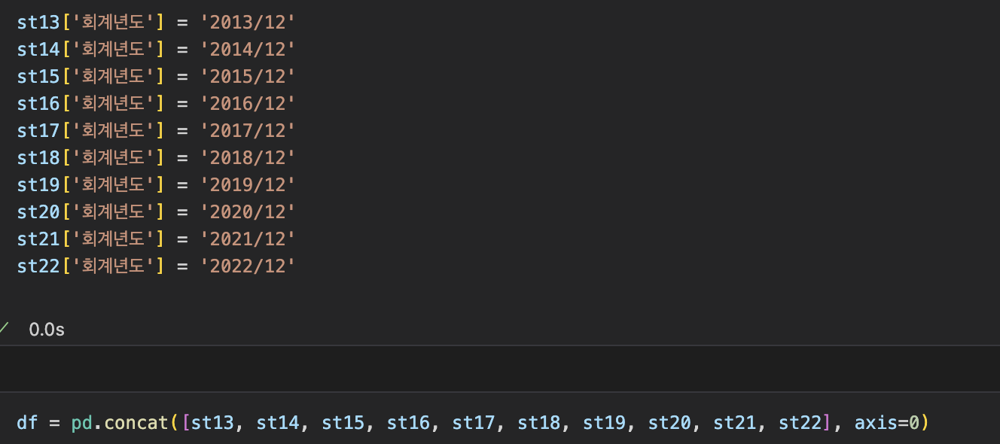 st13['회계년도'] = '2013/12'
st14['회계년도'] = '2014/12'
st15['회계년도'] = '2015/12'
st16['회계년도'] = '2016/12'
st17['회계년도'] = '2017/12'
st18['회계년도'] = '2018/12'
st19['회계년도'] = '2019/12'
st20['회계년도'] = '2020/12'
st21['회계년도'] = '2021/12'
st22['회계년도'] = '2022/12'
0.0s
df = pd.concat([st13, st14, st15, st16, st17, st18, st19, st20, st21, st22], axis=0)